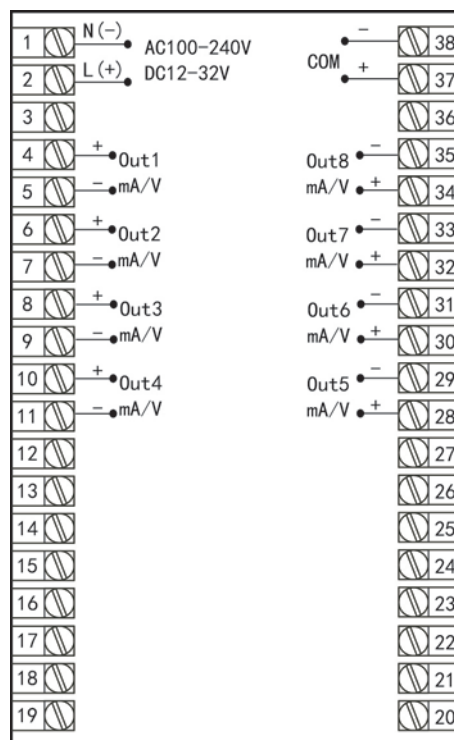 1 N(-) AC100-240V - 38
2 L(+) DC12-32V COM + 37
3 36
4 + Out1 Out8 - 35
5 - mA/V mA/V + 34
6 + Out2 Out7 - 33
7 - mA/V mA/V + 32
8 + Out3 Out6 - 31
9 - mA/V mA/V + 30
10 + Out4 Out5 - 29
11 - mA/V mA/V + 28
12 27
13 26
14 25
15 24
16 23
17 22
18 21
19 20